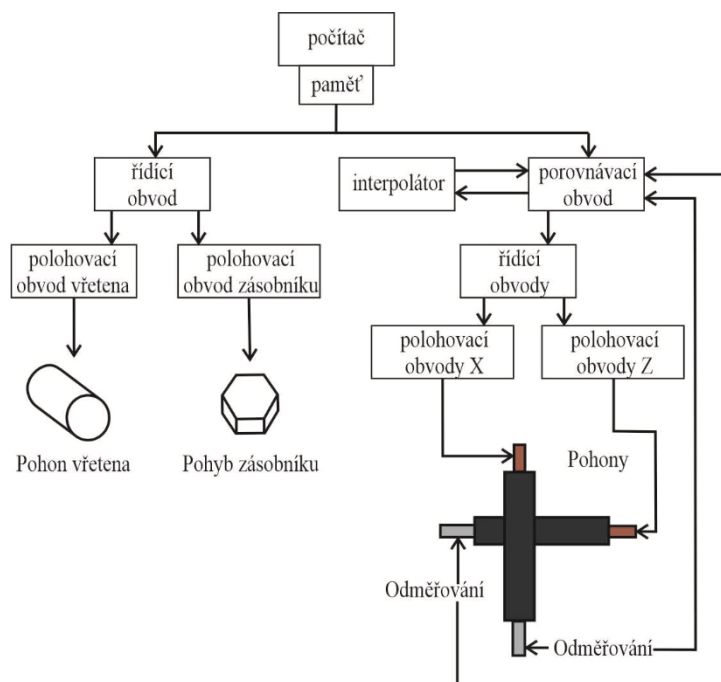 počítač
paměť
řídící
obvod
interpolátor
porovnávací
obvod
polohovací
obvod vřetena
polohovací
obvod zásobníku
řídící
obvody
polohovací
obvody X
polohovací
obvody Z
Pohon vřetena
Pohyb zásobníku
Pohony
Odměřování
Odměřování